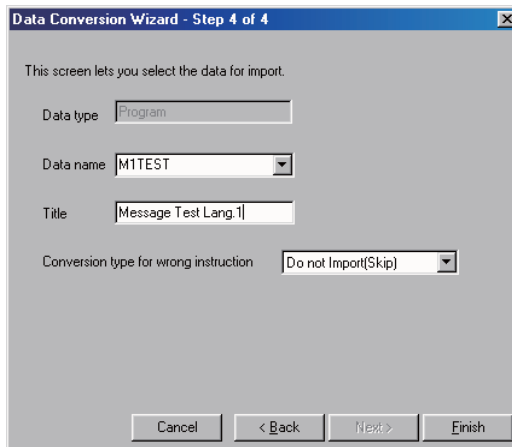 Data Conversion Wizard - Step 4 of 4
This screen lets you select the data for import.
Data type Program
Data name M1TEST
Title Message Test Lang.1
Conversion type for wrong instruction Do not Import(Skip)
Cancel < Back Next > Finish